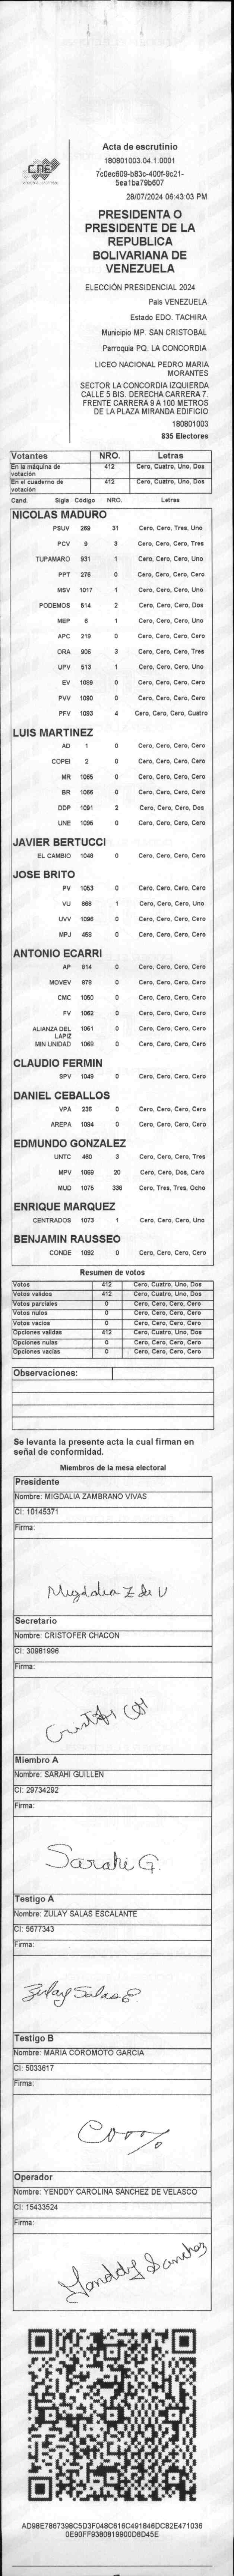 CNE
Acta de escrutinio
180801003.04.1.0001
7c0ec609-b83c-400f-9c21-
5ea1ba79b607
28/07/2024 06:43:03 PM
PRESIDENTA O
PRESIDENTE DE LA
REPUBLICA
BOLIVARIANA DE
VENEZUELA
ELECCIÓN PRESIDENCIAL 2024
País VENEZUELA
Estado EDO. TACHIRA
Municipio MP. SAN CRISTOBAL
Parroquia PQ. LA CONCORDIA
LICEO NACIONAL PEDRO MARIA
MORANTES
SECTOR LA CONCORDIA IZQUIERDA
CALLE 5 BIS. DERECHA CARRERA 7.
FRENTE CARRERA 9 A 100 METROS
DE LA PLAZA MIRANDA EDIFICIO
180801003
835 Electores
Votantes NRO. Letras
En la máquina de votación 412 Cero, Cuatro, Uno, Dos
En el cuaderno de votación 412 Cero, Cuatro, Uno, Dos
Cand. Sigla Código NRO. Letras
NICOLAS MADURO
PSUV 269 31 Cero, Cero, Tres, Uno
PCV 9 3 Cero, Cero, Cero, Tres
TUPAMARO 931 1 Cero, Cero, Cero, Uno
PPT 276 0 Cero, Cero, Cero, Cero
MSV 1017 1 Cero, Cero, Cero, Uno
PODEMOS 614 2 Cero, Cero, Cero, Dos
MEP 6 1 Cero, Cero, Cero, Uno
APC 219 0 Cero, Cero, Cero, Cero
ORA 906 3 Cero, Cero, Cero, Tres
UPV 513 1 Cero, Cero, Cero, Uno
EV 1089 0 Cero, Cero, Cero, Cero
PVV 1090 0 Cero, Cero, Cero, Cero
PFV 1093 4 Cero, Cero, Cero, Cuatro
LUIS MARTINEZ
AD 1 0 Cero, Cero, Cero, Cero
COPEI 2 0 Cero, Cero, Cero, Cero
MR 1065 0 Cero, Cero, Cero, Cero
BR 1066 0 Cero, Cero, Cero, Cero
DDP 1091 2 Cero, Cero, Cero, Dos
UNE 1095 0 Cero, Cero, Cero, Cero
JAVIER BERTUCCI
EL CAMBIO 1048 0 Cero, Cero, Cero, Cero
JOSE BRITO
PV 1053 0 Cero, Cero, Cero, Cero
VU 868 1 Cero, Cero, Cero, Uno
UVV 1096 0 Cero, Cero, Cero, Cero
MPJ 459 0 Cero, Cero, Cero, Cero
ANTONIO ECARRI
AP 914 0 Cero, Cero, Cero, Cero
MOVEV 878 0 Cero, Cero, Cero, Cero
CMC 1050 0 Cero, Cero, Cero, Cero
FV 1062 0 Cero, Cero, Cero, Cero
ALIANZA DEL LAPIZ 1061 0 Cero, Cero, Cero, Cero
MIN UNIDAD 1068 0 Cero, Cero, Cero, Cero
CLAUDIO FERMIN
SPV 1049 0 Cero, Cero, Cero, Cero
DANIEL CEBALLOS
VPA 236 0 Cero, Cero, Cero, Cero
AREPA 1094 0 Cero, Cero, Cero, Cero
EDMUNDO GONZALEZ
UNTC 460 3 Cero, Cero, Cero, Tres
MPV 1069 20 Cero, Cero, Dos, Cero
MUD 1075 338 Cero, Tres, Tres, Ocho
ENRIQUE MARQUEZ
CENTRADOS 1073 1 Cero, Cero, Cero, Uno
BENJAMIN RAUSSEO
CONDE 1092 0 Cero, Cero, Cero, Cero
Resumen de votos
Votos 412 Cero, Cuatro, Uno, Dos
Votos validos 412 Cero, Cuatro, Uno, Dos
Votos parciales 0 Cero, Cero, Cero, Cero
Votos nulos 0 Cero, Cero, Cero, Cero
Votos vacios 0 Cero, Cero, Cero, Cero
Opciones validas 412 Cero, Cuatro, Uno, Dos
Opciones nulas 0 Cero, Cero, Cero, Cero
Opciones vacías 0 Cero, Cero, Cero, Cero
Observaciones:
Se levanta la presente acta la cual firman en
señal de conformidad.
Miembros de la mesa electoral
Presidente
Nombre: MIGDALIA ZAMBRANO VIVAS
CI: 10145371
Firma:
Migdalia Z de V
Secretario
Nombre: CRISTOFER CHACON
CI: 30981996
Firma:
Miembro A
Nombre: SARAHI GUILLEN
CI: 29734292
Firma:
Sarahi G.
Testigo A
Nombre: ZULAY SALAS ESCALANTE
CI: 5677343
Firma:
Zulay Salas E
Testigo B
Nombre: MARIA COROMOTO GARCIA
CI: 5033617
Firma:
Operador
Nombre: YENDDY CAROLINA SANCHEZ DE VELASCO
CI: 15433524
Firma:
Yenddy Sanchez
AD98E7867398C5D3F048C616C491846DC82E471036
0E90FF9380819900D8D45E